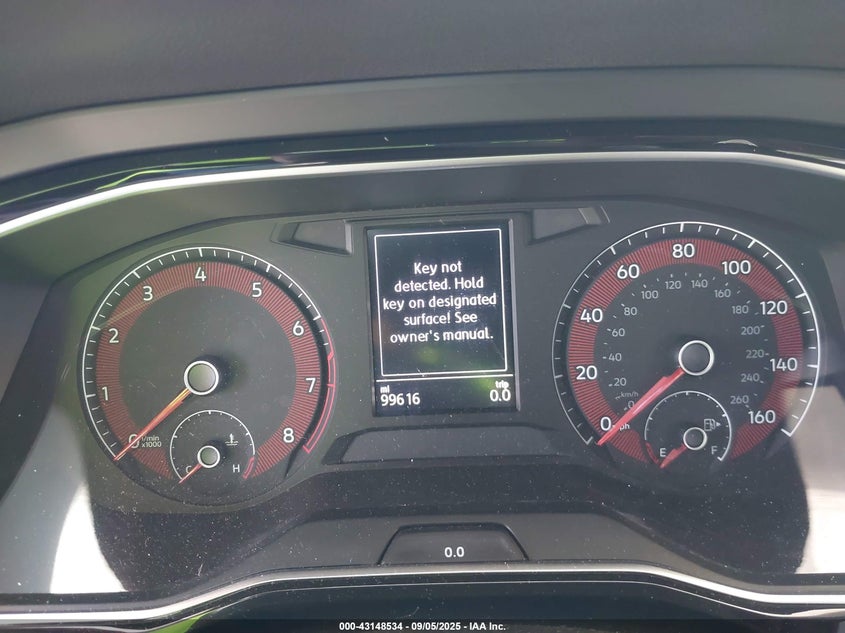 Key not
detected. Hold
key on designated
surface! See
owner's manual.
mi
99616
trip
0.0
0
1
2
3
4
5
6
7
8
1/min
x1000
C
H
0
20
40
60
80
100
120
140
160
mph
0
20
40
60
80
100
120
140
160
180
200
220
240
260
km/h
E
F
0.0
000-43148534 - 09/05/2025 - IAA Inc.